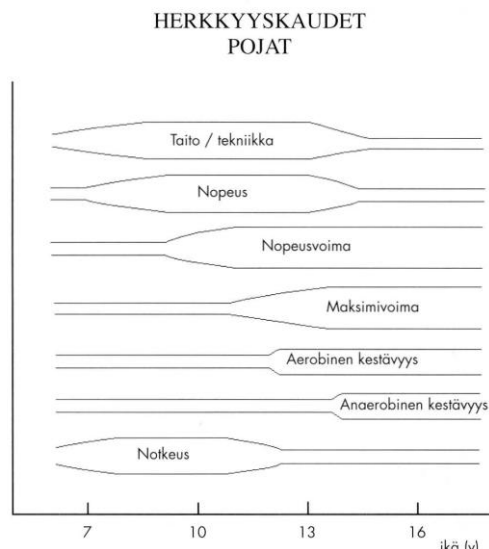 HERKKYYSKAUDET
POJAT
Taito / tekniikka
Nopeus
Nopeusvoima
Maksimivoima
Aerobinen kestävyys
Anaerobinen kestävyys
Notkeus
7 10 13 16
ikä (v)